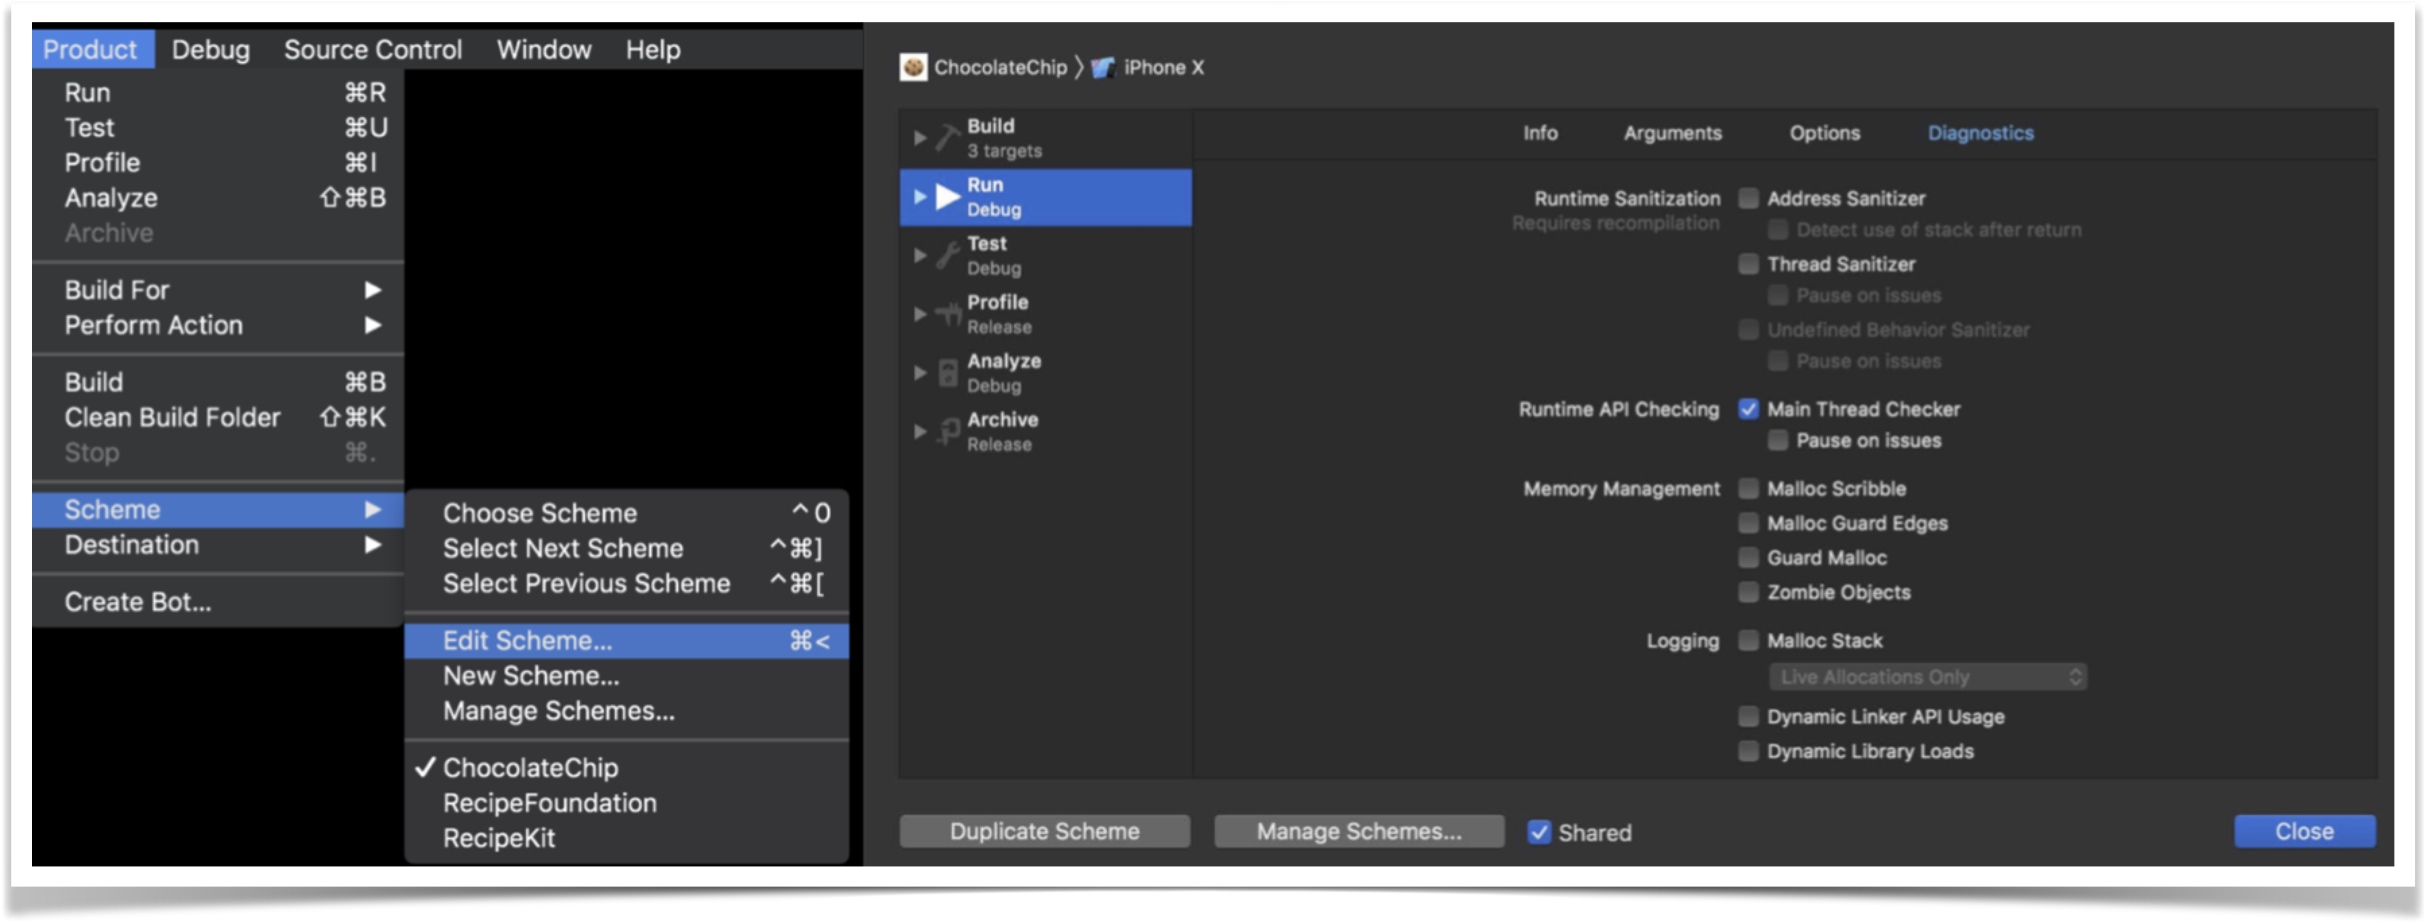 Product Debug Source Control Window Help
Run ⌘R
Test ⌘U
Profile ⌘I
Analyze ⇧⌘B
Archive
Build For ▶
Perform Action ▶
Build ⌘B
Clean Build Folder ⇧⌘K
Stop ⌘.
Scheme ▶
Destination ▶
Create Bot...
Choose Scheme ^0
Select Next Scheme ^⌘]
Select Previous Scheme ^⌘[
Edit Scheme... ⌘<
New Scheme...
Manage Schemes...
✓ ChocolateChip
RecipeFoundation
RecipeKit
ChocolateChip 〉 iPhone X
Build
3 targets
Run
Debug
Test
Debug
Profile
Release
Analyze
Debug
Archive
Release
Info Arguments Options Diagnostics
Runtime Sanitization Address Sanitizer
Requires recompilation Detect use of stack after return
Thread Sanitizer
Pause on issues
Undefined Behavior Sanitizer
Pause on issues
Runtime API Checking Main Thread Checker
Pause on issues
Memory Management Malloc Scribble
Malloc Guard Edges
Guard Malloc
Zombie Objects
Logging Malloc Stack
Live Allocations Only
Dynamic Linker API Usage
Dynamic Library Loads
Duplicate Scheme Manage Schemes... Shared Close